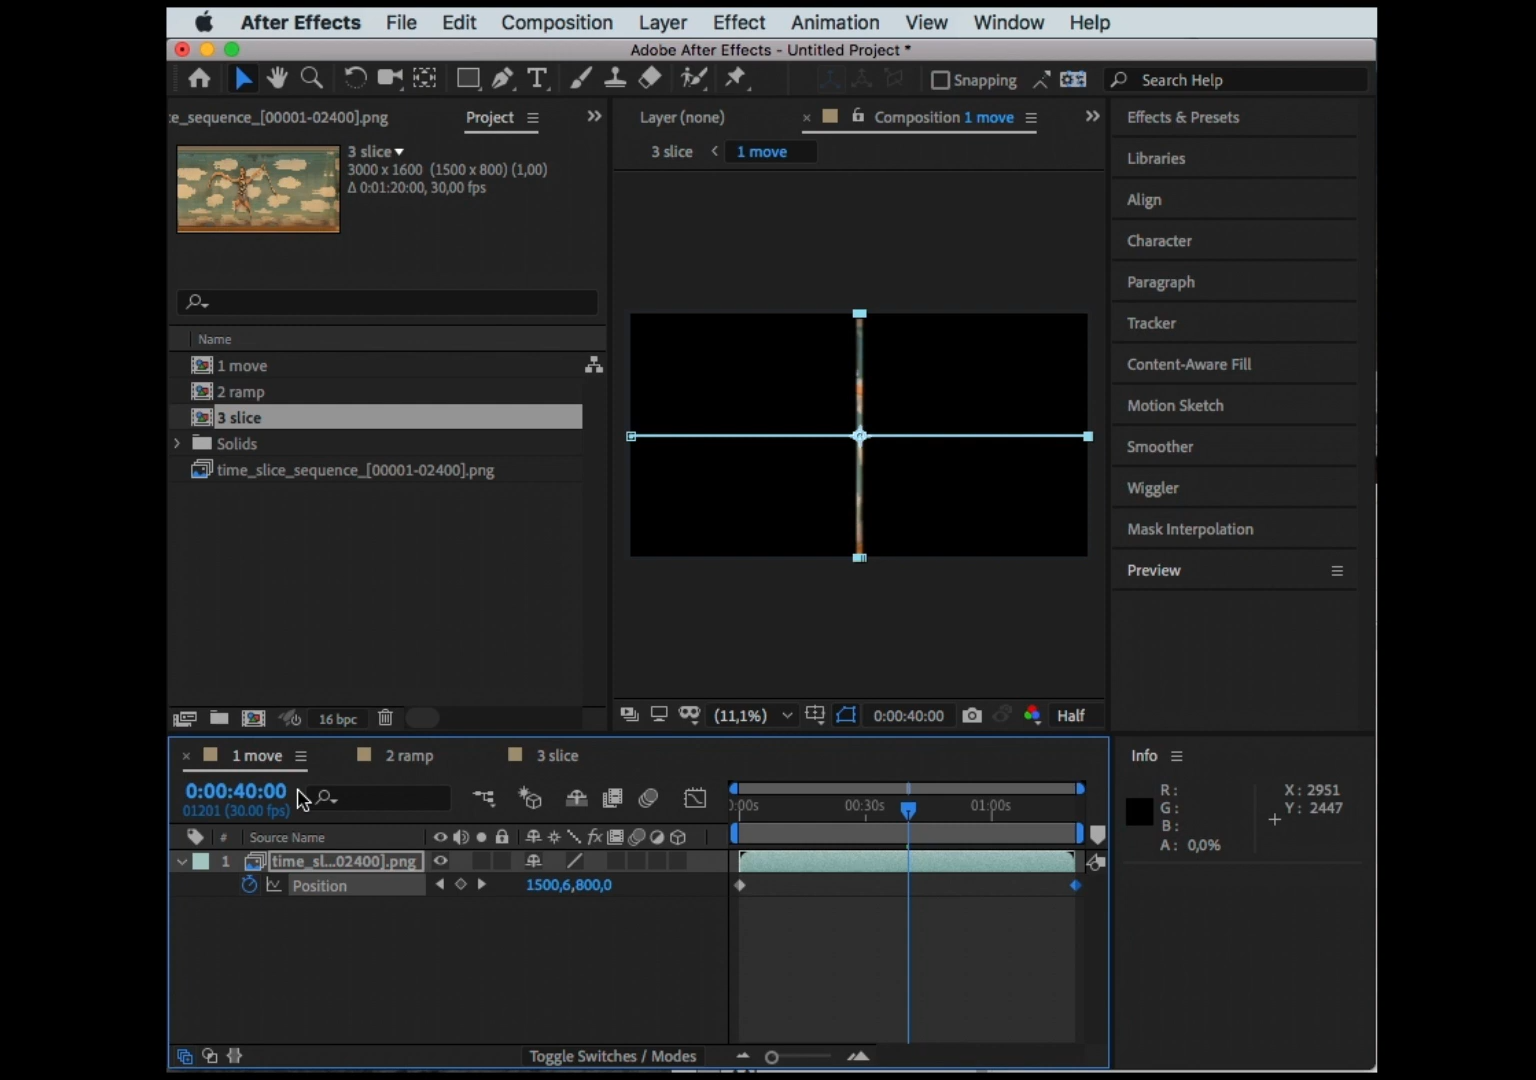 After Effects File Edit Composition Layer Effect Animation View Window Help
Adobe After Effects - Untitled Project *
T Snapping Search Help
e_sequence_[00001-02400].png Project Layer (none) × Composition 1 move Effects & Presets
3 slice 3 slice < 1 move
3000 x 1600 (1500 x 800) (1,00)
Δ 0:01:20:00, 30,00 fps
Libraries
Align
Character
Paragraph
Tracker
Content-Aware Fill
Motion Sketch
Smoother
Wiggler
Mask Interpolation
Preview
Name
1 move
2 ramp
3 slice
Solids
time_slice_sequence_[00001-02400].png
16 bpc (11,1%) 0:00:40:00 Half
× 1 move 2 ramp 3 slice
0:00:40:00
01201 (30.00 fps)
:00s 00:30s 01:00s
# Source Name fx
1 time_sl...02400].png
Position 1500,6,800,0
Toggle Switches / Modes
Info
R: X: 2951
G: Y: 2447
B:
A: 0,0%